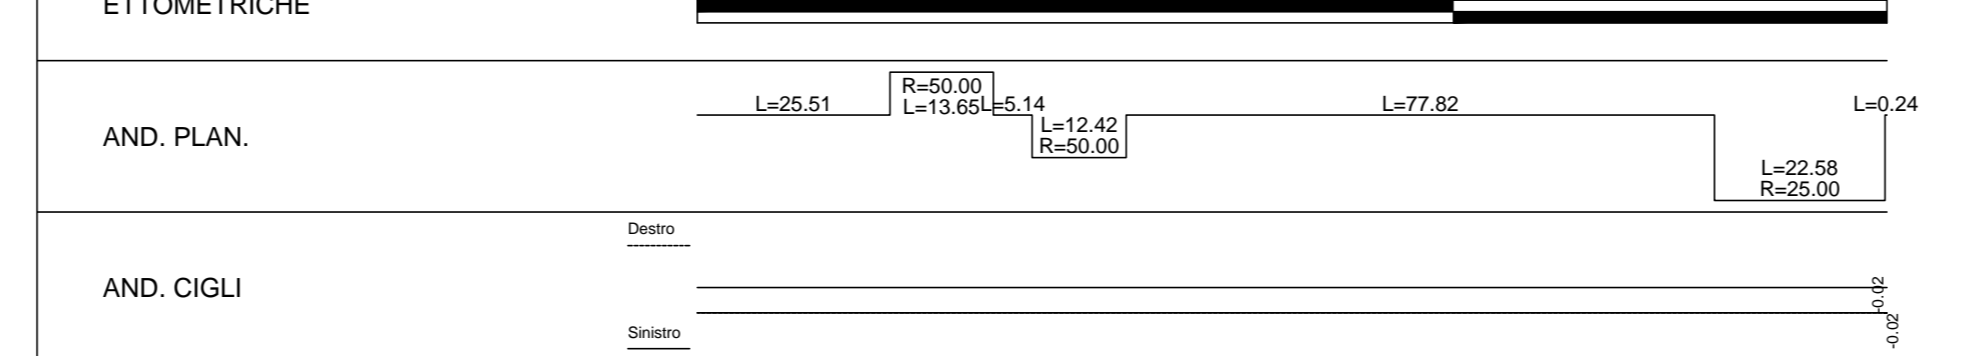 ETTOMETRICHE
AND. PLAN.
L=25.51
R=50.00
L=13.65
L=5.14
L=12.42
R=50.00
L=77.82
L=22.58
R=25.00
L=0.24
AND. CIGLI
Destro
Sinistro
-0.02
-0.02